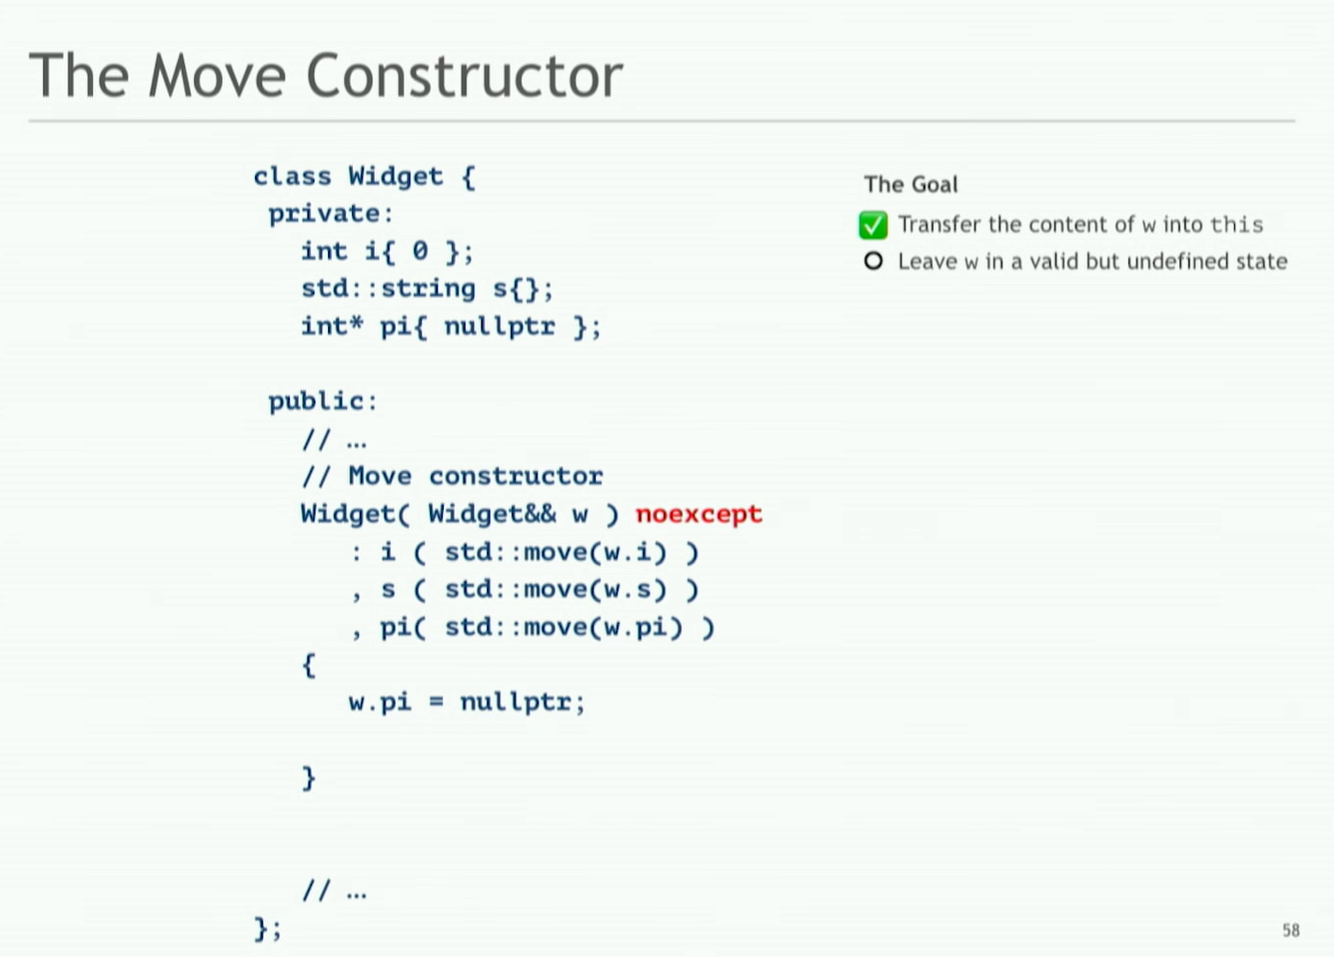 The Move Constructor
class Widget {
private:
int i{ 0 };
std::string s{};
int* pi{ nullptr };
public:
// …
// Move constructor
Widget( Widget&& w ) noexcept
: i ( std::move(w.i) )
, s ( std::move(w.s) )
, pi( std::move(w.pi) )
{
w.pi = nullptr;
}
// …
};
The Goal
✅ Transfer the content of w into this
O Leave w in a valid but undefined state
58